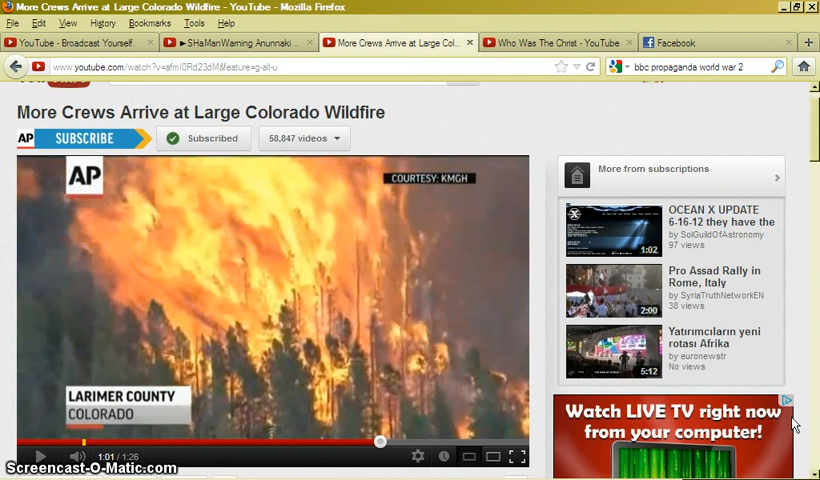 More Crews Arrive at Large Colorado Wildfire - YouTube - Mozilla Firefox
File Edit View History Bookmarks Tools Help
YouTube - Broadcast Yourself.
►SHaManWarning Anunnaki ...
More Crews Arrive at Large Col...
Who Was The Christ - YouTube
Facebook
www.youtube.com/watch?v=afmI0Rd23dM&feature=g-all-u
bbc propaganda world war 2
More Crews Arrive at Large Colorado Wildfire
AP SUBSCRIBE
Subscribed
58,847 videos
AP
COURTESY: KMGH
LARIMER COUNTY
COLORADO
1:01 / 1:26
More from subscriptions
1:02
OCEAN X UPDATE
6-16-12 they have the
by SolGuildOfAstronomy
97 views
2:00
Pro Assad Rally in
Rome, Italy
by SyriaTruthNetworkEN
38 views
5:12
Yatırımcıların yeni
rotası Afrika
by euronewstr
No views
Watch LIVE TV right now
from your computer!
Screencast-O-Matic.com